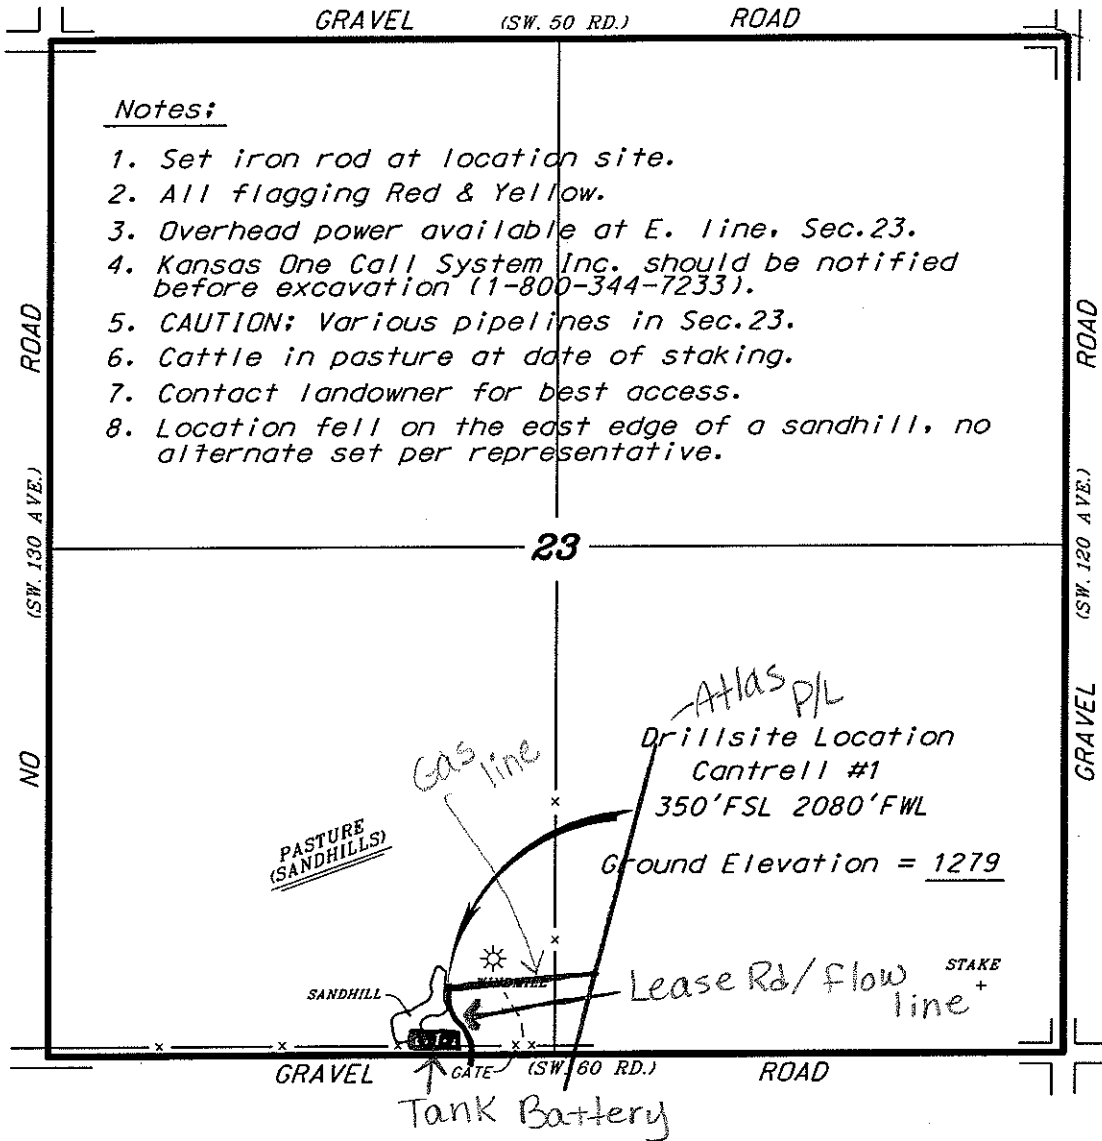 GRAVEL (SW. 50 RD.) ROAD
Notes:
1. Set iron rod at location site.
2. All flagging Red & Yellow.
3. Overhead power available at E. line, Sec.23.
4. Kansas One Call System Inc. should be notified
before excavation (1-800-344-7233).
5. CAUTION: Various pipelines in Sec.23.
6. Cattle in pasture at date of staking.
7. Contact landowner for best access.
8. Location fell on the east edge of a sandhill, no
alternate set per representative.
NO (SW. 130 AVE.) ROAD
GRAVEL (SW. 120 AVE.) ROAD
23
Atlas P/L
Drillsite Location
Cantrell #1
350'FSL 2080'FWL
Ground Elevation = 1279
Gas line
PASTURE
(SANDHILLS)
WINDMILL
SANDHILL
Lease Rd/flow line
STAKE
GRAVEL GATE (SW. 60 RD.) ROAD
Tank Battery